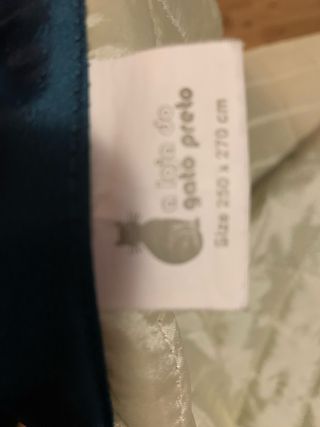 a loja do
gato preto
Size 250 x 270 cm